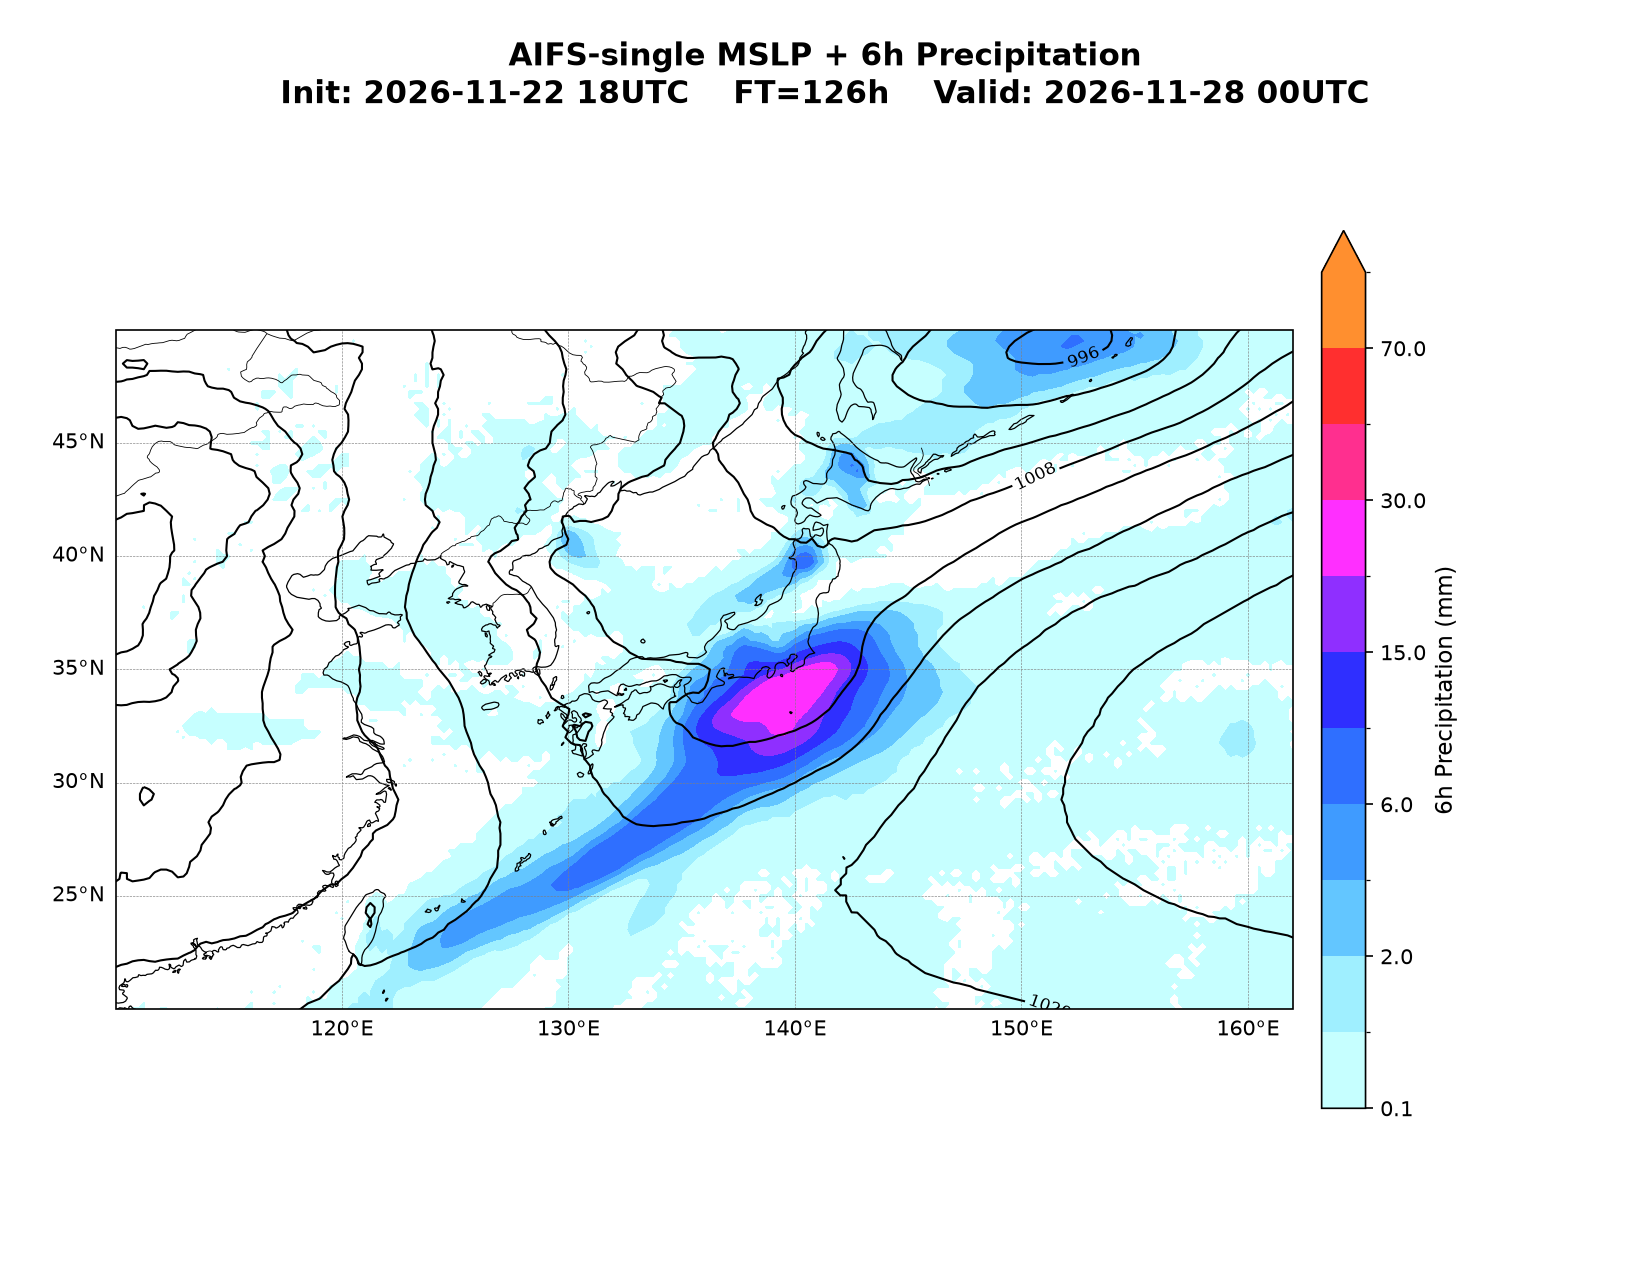 AIFS-single MSLP + 6h Precipitation
Init: 2026-11-22 18UTC    FT=126h    Valid: 2026-11-28 00UTC
996
1008
45°N
40°N
35°N
30°N
25°N
120°E
130°E
140°E
150°E
160°E
70.0
30.0
15.0
6.0
2.0
0.1
6h Precipitation (mm)